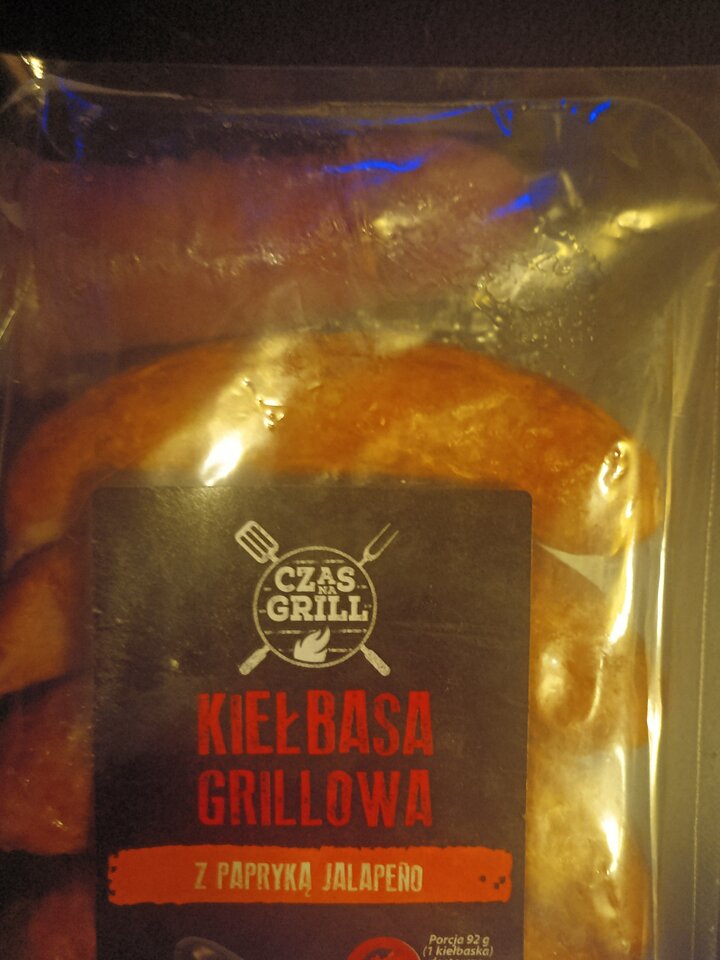 CZAS
NA
GRILL
KIEŁBASA
GRILLOWA
Z PAPRYKĄ JALAPEÑO
Porcja 92 g
(1 kiełbaska)